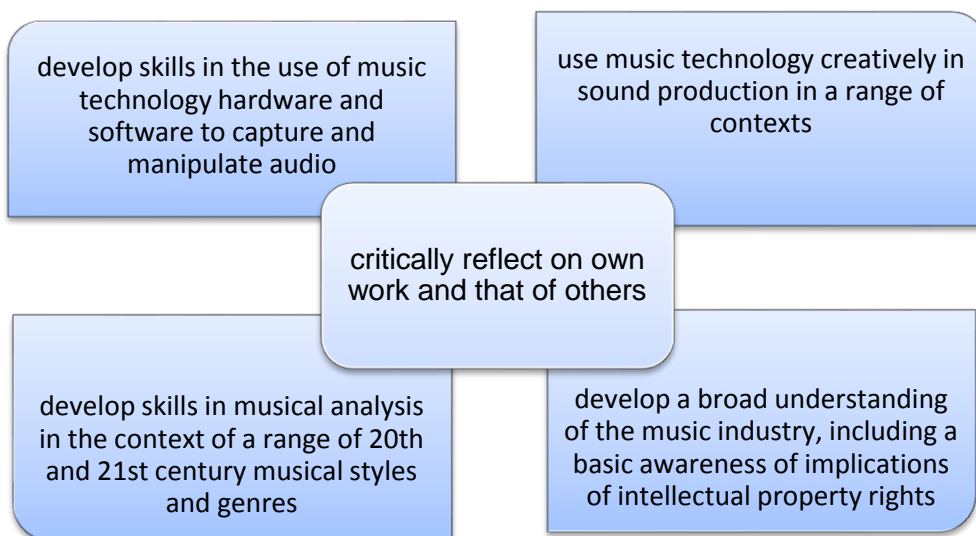 develop skills in the use of music
technology hardware and
software to capture and
manipulate audio
use music technology creatively in
sound production in a range of
contexts
critically reflect on own
work and that of others
develop skills in musical analysis
in the context of a range of 20th
and 21st century musical styles
and genres
develop a broad understanding
of the music industry, including a
basic awareness of implications
of intellectual property rights